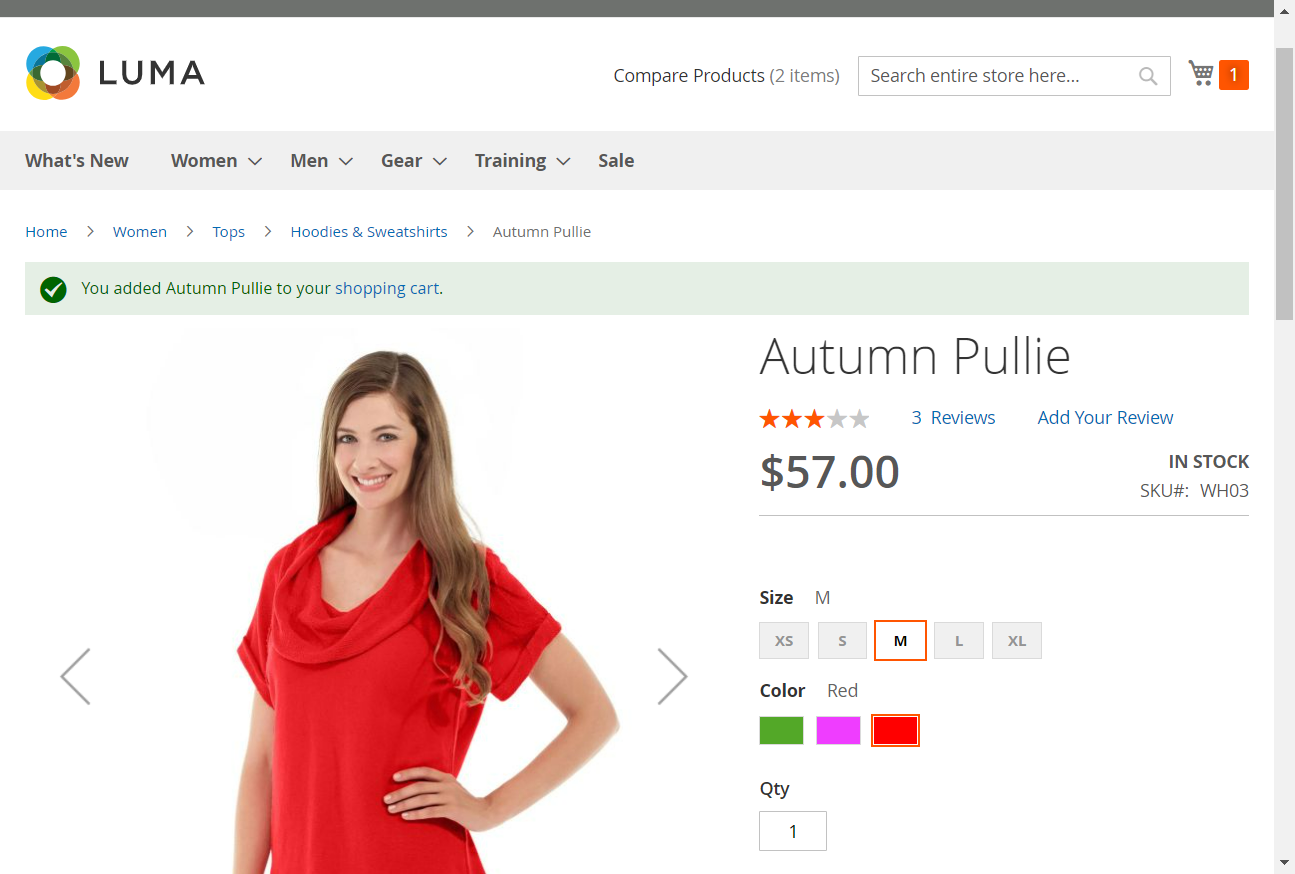 LUMA
Compare Products (2 items)
Search entire store here...
1
What's New Women Men Gear Training Sale
Home Women Tops Hoodies & Sweatshirts Autumn Pullie
You added Autumn Pullie to your shopping cart.
Autumn Pullie
3 Reviews Add Your Review
$57.00
IN STOCK
SKU#: WH03
Size M
XS S M L XL
Color Red
Qty
1